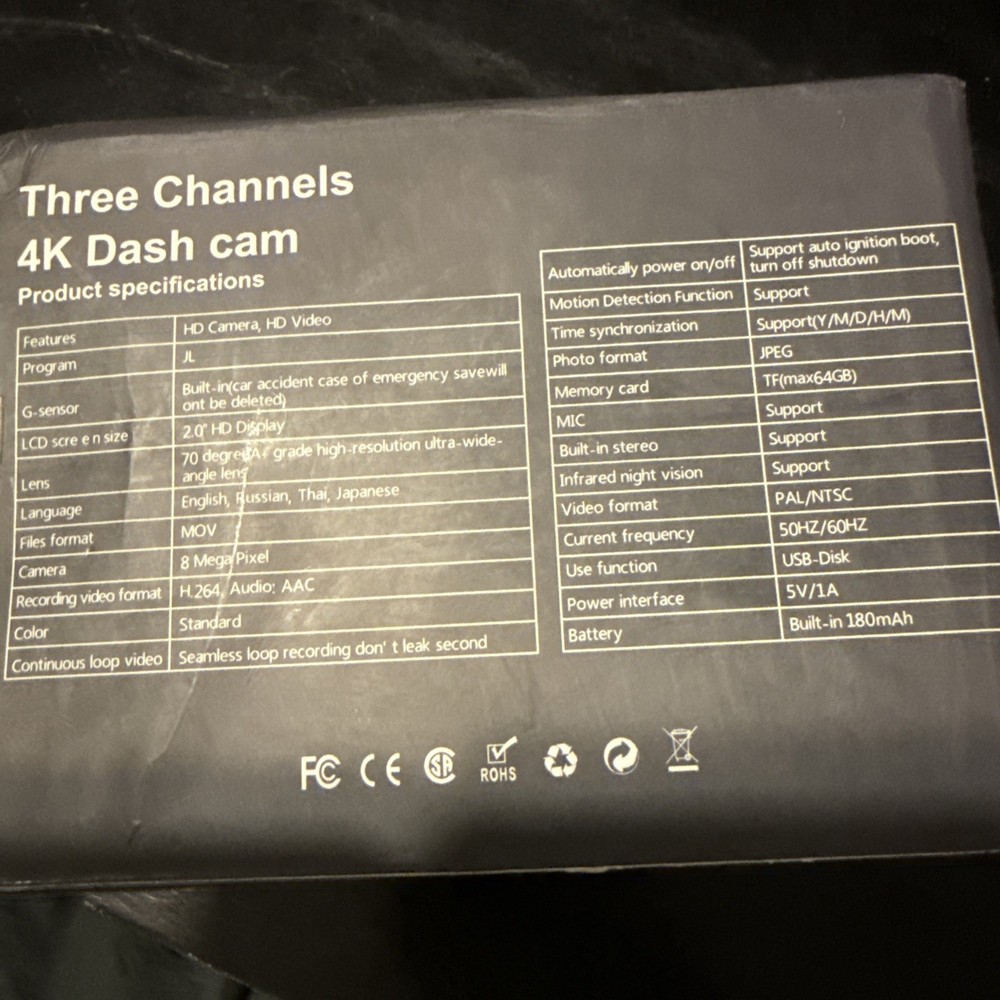 Three Channels
4K Dash cam
Product specifications
Features HD Camera, HD Video
Program JL
G-sensor Built-in(car accident case of emergency savewill
ont be deleted)
LCD scre e n size 2.0" HD Display
Lens 70 degree grade high-resolution ultra-wide-
angle lens
Language English, Russian, Thai, Japanese
Files format MOV
Camera 8 Mega Pixel
Recording video format H.264, Audio: AAC
Color Standard
Continuous loop video Seamless loop recording don' t leak second
Automatically power on/off Support auto ignition boot,
turn off shutdown
Motion Detection Function Support
Time synchronization Support(Y/M/D/H/M)
Photo format JPEG
Memory card TF(max64GB)
MIC Support
Built-in stereo Support
Infrared night vision Support
Video format PAL/NTSC
Current frequency 50HZ/60HZ
Use function USB-Disk
Power interface 5V/1A
Battery Built-in 180mAh
FC CE SA ROHS